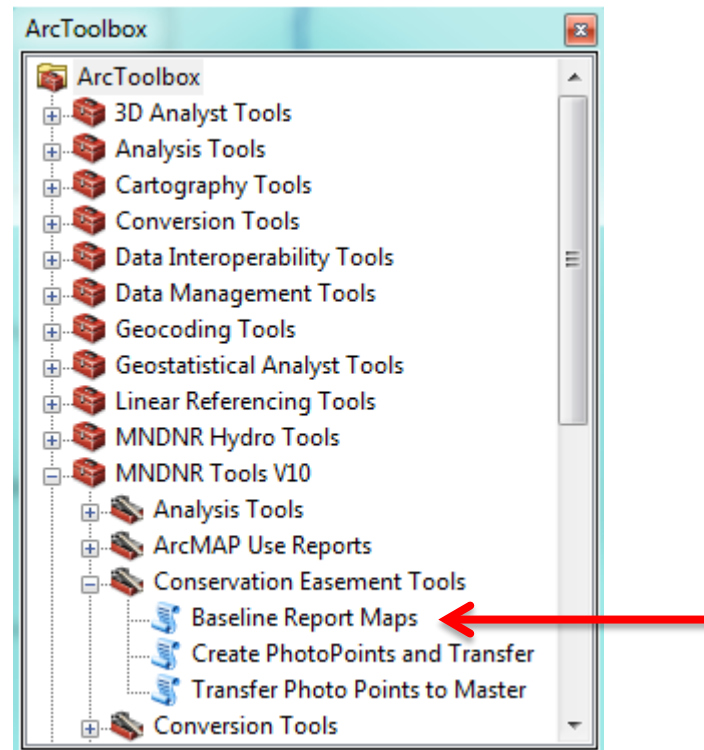 ArcToolbox
ArcToolbox
3D Analyst Tools
Analysis Tools
Cartography Tools
Conversion Tools
Data Interoperability Tools
Data Management Tools
Geocoding Tools
Geostatistical Analyst Tools
Linear Referencing Tools
MNDNR Hydro Tools
MNDNR Tools V10
Analysis Tools
ArcMAP Use Reports
Conservation Easement Tools
Baseline Report Maps
Create PhotoPoints and Transfer
Transfer Photo Points to Master
Conversion Tools